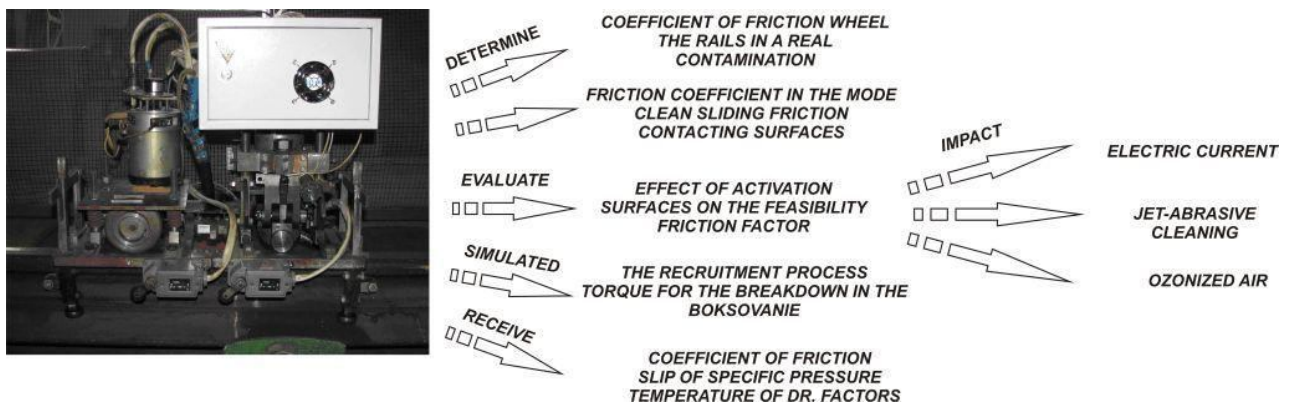 DETERMINE
COEFFICIENT OF FRICTION WHEEL
THE RAILS IN A REAL
CONTAMINATION
FRICTION COEFFICIENT IN THE MODE
CLEAN SLIDING FRICTION
CONTACTING SURFACES
EVALUATE
EFFECT OF ACTIVATION
SURFACES ON THE FEASIBILITY
FRICTION FACTOR
SIMULATED
THE RECRUITMENT PROCESS
TORQUE FOR THE BREAKDOWN IN THE
BOKSOVANIE
RECEIVE
COEFFICIENT OF FRICTION
SLIP OF SPECIFIC PRESSURE
TEMPERATURE OF DR. FACTORS
IMPACT
ELECTRIC CURRENT
JET-ABRASIVE
CLEANING
OZONIZED AIR